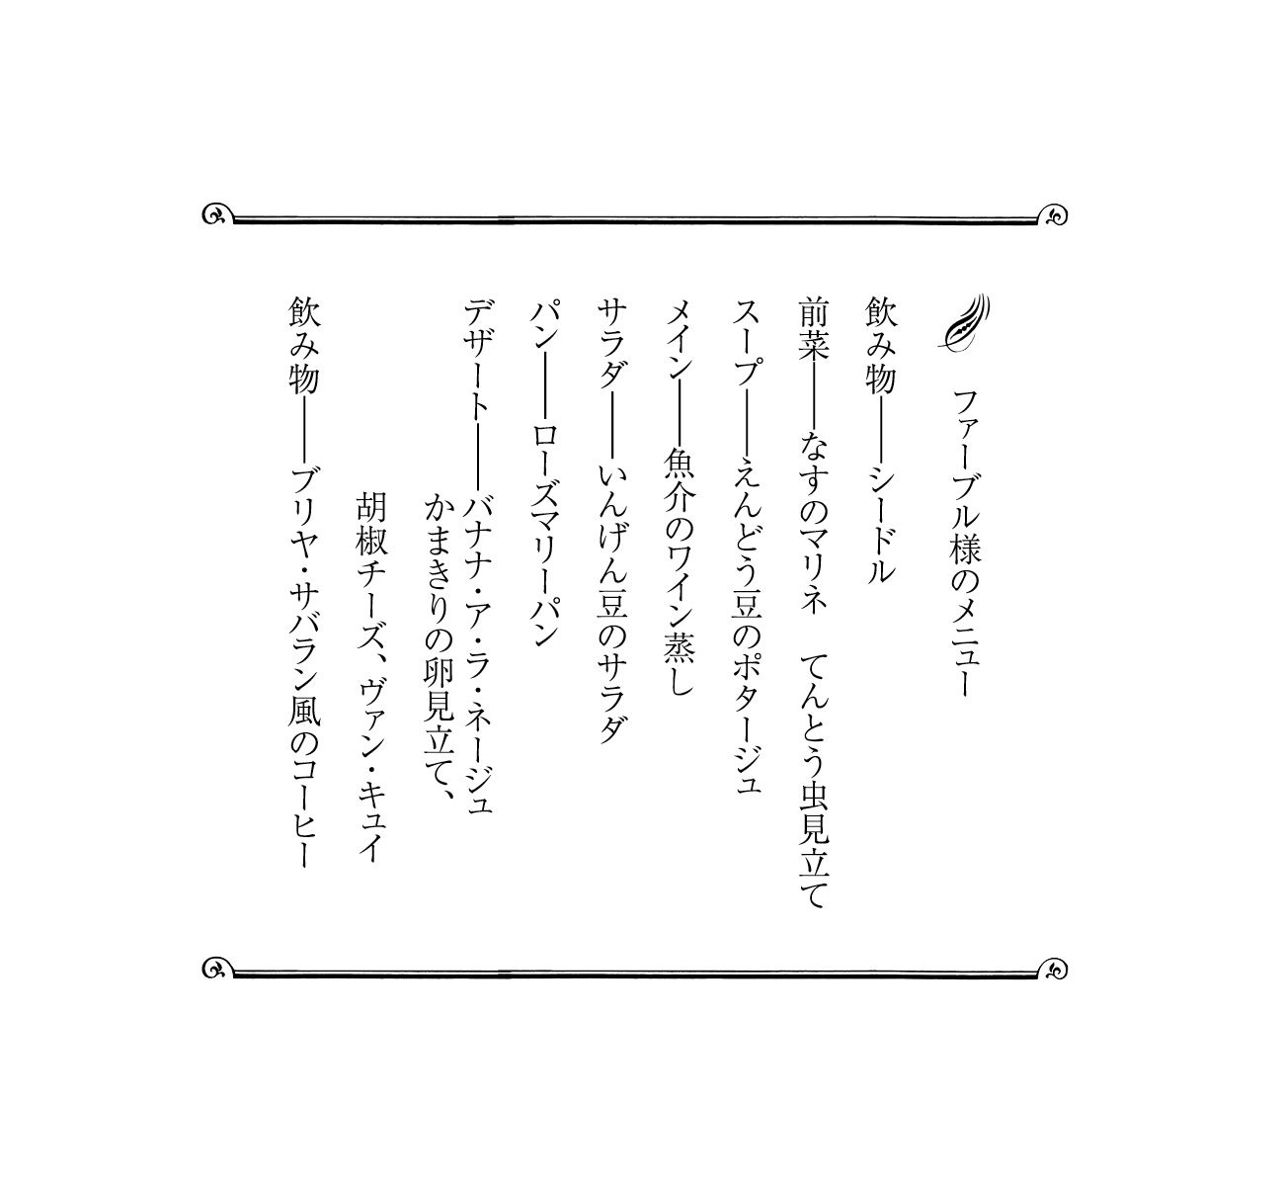 ファーブル様のメニュー
飲み物――シードル
前菜――なすのマリネ　てんとう虫見立て
スープ――えんどう豆のポタージュ
メイン――魚介のワイン蒸し
サラダ――いんげん豆のサラダ
パン――ローズマリーパン
デザート――バナナ・ア・ラ・ネージュ
かまきりの卵見立て、
胡椒チーズ、ヴァン・キュイ
飲み物――ブリヤ・サバラン風のコーヒー